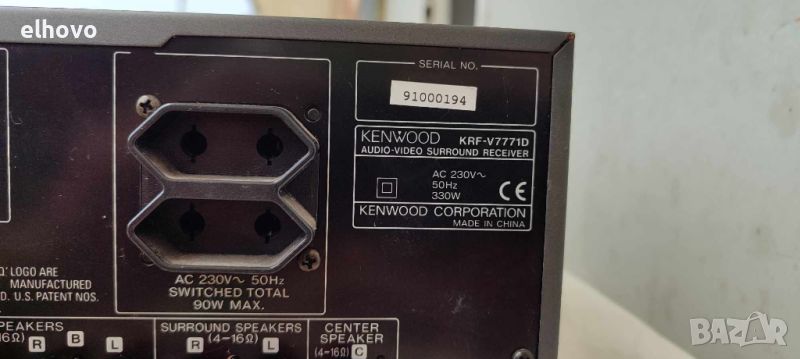 elhovo
SERIAL NO.
91000194
KENWOOD KRF-V7771D
AUDIO-VIDEO SURROUND RECEIVER
AC 230V~
50Hz
330W
CE
KENWOOD CORPORATION
MADE IN CHINA
Q' LOGO ARE
MANUFACTURED
D. U.S. PATENT NOS.
AC 230V~ 50Hz
SWITCHED TOTAL
90W MAX.
SPEAKERS
16Ω) R B L
SURROUND SPEAKERS
R (4-16Ω) L
CENTER
SPEAKER
(4-16Ω) C
BAZAR